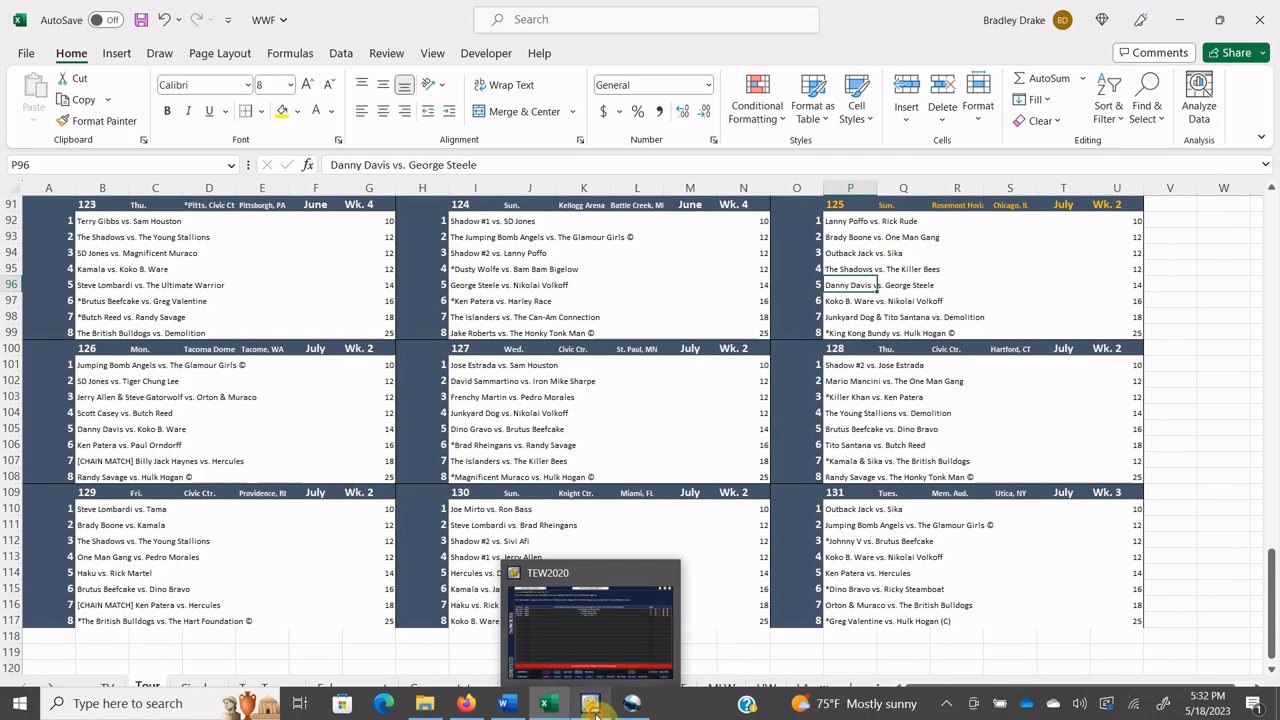 AutoSave Off WWF Search Bradley Drake BD
File Home Insert Draw Page Layout Formulas Data Review View Developer Help Comments Share
Paste Cut Copy Format Painter Clipboard
Calibri 8 B I U Font
Wrap Text Merge & Center Alignment
General $ % , Number
Conditional Formatting Format as Table Cell Styles Styles
Insert Delete Format Cells
AutoSum Fill Clear Sort & Filter Find & Select Editing
Analyze Data Analysis
P96 fx Danny Davis vs. George Steele
A B C D E F G H I J K L M N O P Q R S T U V W
91 123 Thu. *Pitts. Civic Ct Pittsburgh, PA June Wk. 4 124 Sun. Kellogg Arena Battle Creek, MI June Wk. 4 125 Sun. Rosemont Horiz Chicago, IL July Wk. 2
92 1 Terry Gibbs vs. Sam Houston 10 1 Shadow #1 vs. SD Jones 10 1 Lanny Poffo vs. Rick Rude 10
93 2 The Shadows vs. The Young Stallions 12 2 The Jumping Bomb Angels vs. The Glamour Girls © 12 2 Brady Boone vs. One Man Gang 12
94 3 SD Jones vs. Magnificent Muraco 12 3 Shadow #2 vs. Lanny Poffo 12 3 Outback Jack vs. Sika 12
95 4 Kamala vs. Koko B. Ware 12 4 *Dusty Wolfe vs. Bam Bam Bigelow 12 4 The Shadows vs. The Killer Bees 12
96 5 Steve Lombardi vs. The Ultimate Warrior 14 5 George Steele vs. Nikolai Volkoff 14 5 Danny Davis vs. George Steele 14
97 6 *Brutus Beefcake vs. Greg Valentine 16 6 *Ken Patera vs. Harley Race 16 6 Koko B. Ware vs. Nikolai Volkoff 16
98 7 *Butch Reed vs. Randy Savage 18 7 The Islanders vs. The Can-Am Connection 18 7 Junkyard Dog & Tito Santana vs. Demolition 18
99 8 The British Bulldogs vs. Demolition 25 8 Jake Roberts vs. The Honky Tonk Man © 25 8 *King Kong Bundy vs. Hulk Hogan © 25
100 126 Mon. Tacoma Dome Tacome, WA July Wk. 2 127 Wed. Civic Ctr. St. Paul, MN July Wk. 2 128 Thu. Civic Ctr. Hartford, CT July Wk. 2
101 1 Jumping Bomb Angels vs. The Glamour Girls © 10 1 Jose Estrada vs. Sam Houston 10 1 Shadow #2 vs. Jose Estrada 10
102 2 SD Jones vs. Tiger Chung Lee 12 2 David Sammartino vs. Iron Mike Sharpe 12 2 Mario Mancini vs. The One Man Gang 12
103 3 Jerry Allen & Steve Gatorwolf vs. Orton & Muraco 12 3 Frenchy Martin vs. Pedro Morales 12 3 *Killer Khan vs. Ken Patera 12
104 4 Scott Casey vs. Butch Reed 12 4 Junkyard Dog vs. Nikolai Volkoff 12 4 The Young Stallions vs. Demolition 12
105 5 Danny Davis vs. Koko B. Ware 14 5 Dino Gravo vs. Brutus Beefcake 14 5 Brutus Beefcake vs. Dino Bravo 14
106 6 Ken Patera vs. Paul Orndorff 16 6 *Brad Rheingans vs. Randy Savage 16 6 Tito Santana vs. Butch Reed 16
107 7 [CHAIN MATCH] Billy Jack Haynes vs. Hercules 18 7 The Islanders vs. The Killer Bees 18 7 *Kamala & Sika vs. The British Bulldogs 18
108 8 Randy Savage vs. Hulk Hogan © 25 8 *Magnificent Muraco vs. Hulk Hogan © 25 8 Randy Savage vs. The Honky Tonk Man © 25
109 129 Fri. Civic Ctr. Providence, RI July Wk. 2 130 Sun. Knight Ctr. Miami, FL July Wk. 2 131 Tues. Mem. Aud. Utica, NY July Wk. 3
110 1 Steve Lombardi vs. Tama 10 1 Joe Mirto vs. Ron Bass 10 1 Outback Jack vs. Sika 10
111 2 Brady Boone vs. Kamala 12 2 Steve Lombardi vs. Brad Rheingans 12 2 Jumping Bomb Angels vs. The Glamour Girls © 12
112 3 The Shadows vs. The Young Stallions 12 3 Shadow #2 vs. Sivi Afi 12 3 *Johnny V vs. Brutus Beefcake 12
113 4 One Man Gang vs. Pedro Morales 12 4 Shadow #1 vs. Jerry Allen 12 4 Koko B. Ware vs. Nikolai Volkoff 12
114 5 Haku vs. Rick Martel 14 5 Hercules vs. 14 5 Ken Patera vs. Hercules 14
115 6 Brutus Beefcake vs. Dino Bravo 16 6 Kamala vs. 16 6 *Dino Bravo vs. Ricky Steamboat 16
116 7 [CHAIN MATCH] Ken Patera vs. Hercules 18 7 Haku vs. Rick 18 7 Orton & Muraco vs. The British Bulldogs 18
117 8 *The British Bulldogs vs. The Hart Foundation © 25 8 Koko B. 25 8 *Greg Valentine vs. Hulk Hogan (C) 25
118
119
120
TEW2020
Type here to search 75°F Mostly sunny 5:32 PM
5/18/2023 1